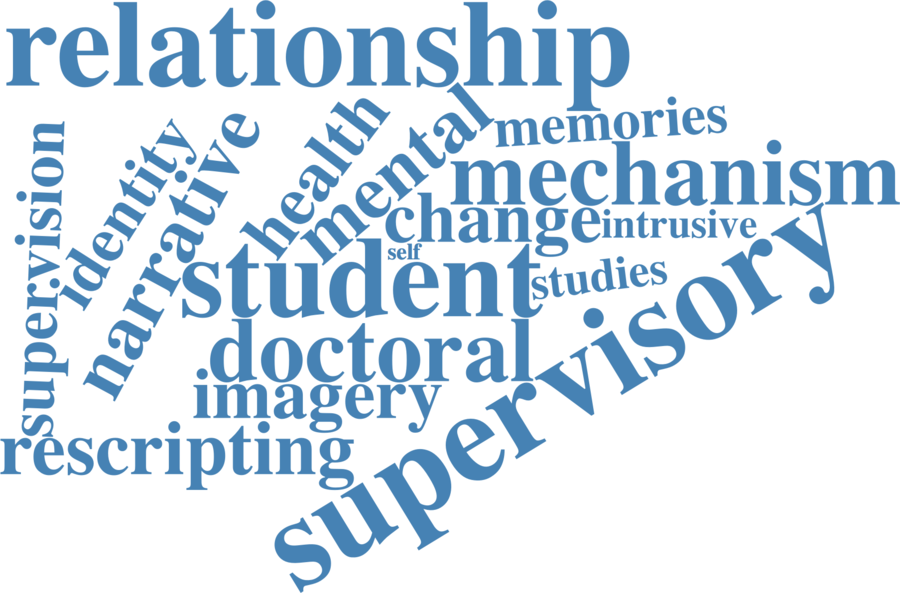 relationship
supervision
identity
narrative
health
mental
memories
mechanism
change
intrusive
self
student
studies
doctoral
imagery
rescripting
supervisory